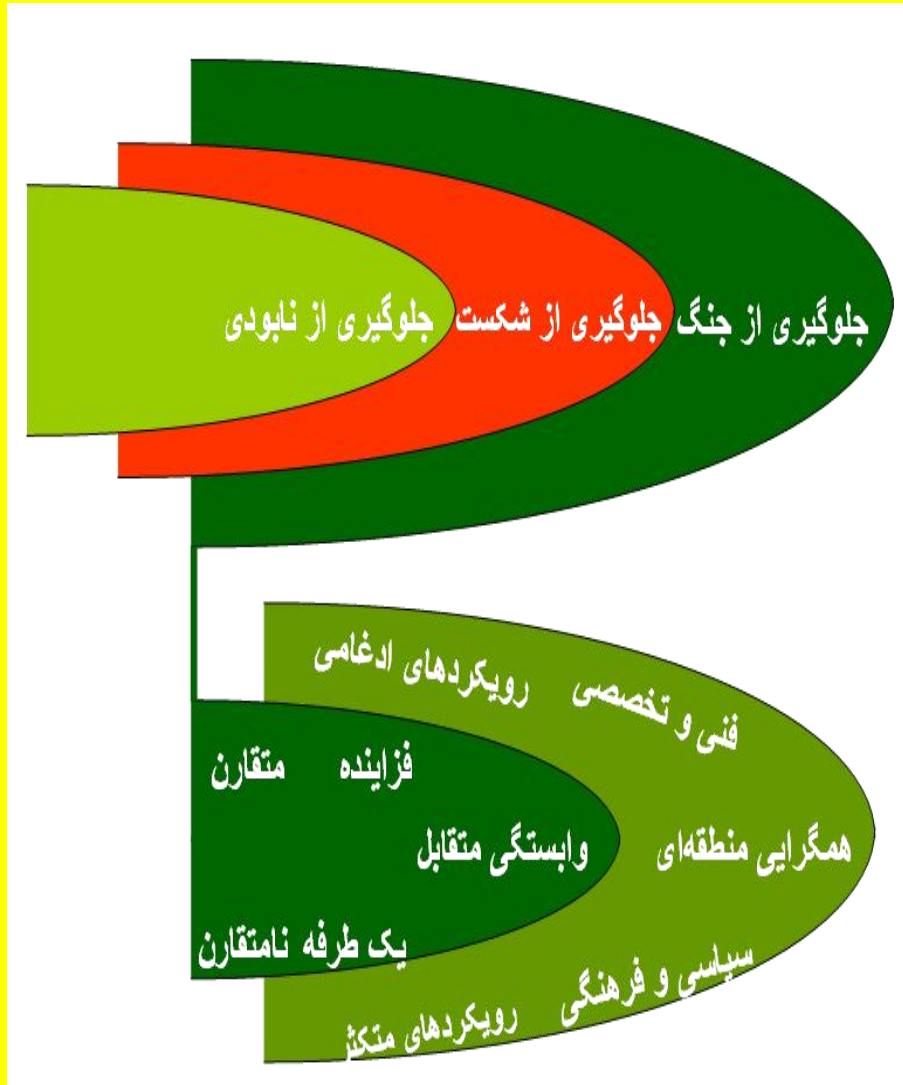 جلوگیری از جنگ
جلوگیری از شکست
جلوگیری از نابودی
فنی و تخصصی
رویکردهای ادغامی
فزاینده
متقارن
همگرایی منطقه‌ای
وابستگی متقابل
سیاسی و فرهنگی
رویکردهای متکثر
یک طرفه
نامتقارن